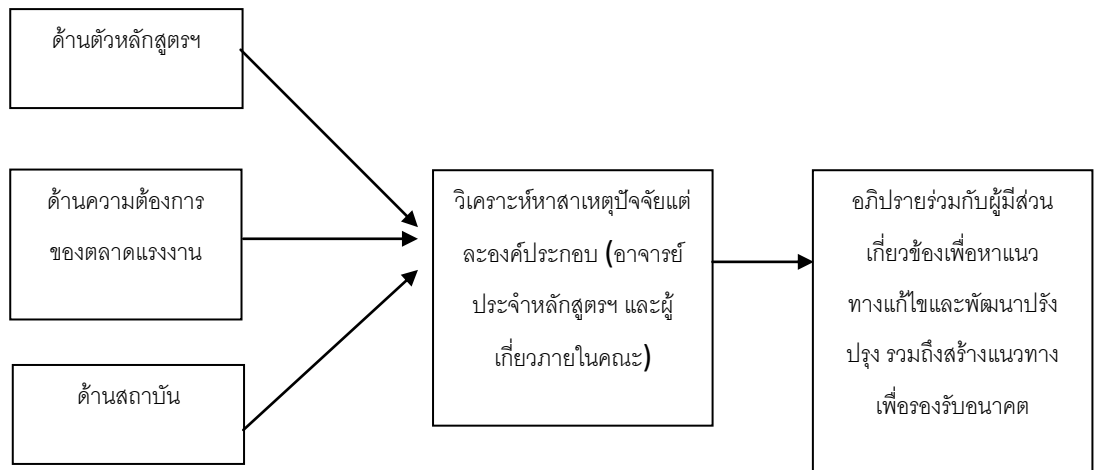 ด้านตัวหลักสูตรฯ
ด้านความต้องการ
ของตลาดแรงงาน
ด้านสถาบัน
วิเคราะห์หาสาเหตุปัจจัยแต่
ละองค์ประกอบ (อาจารย์
ประจำหลักสูตรฯ และผู้
เกี่ยวภายในคณะ)
อภิปรายร่วมกับผู้มีส่วน
เกี่ยวข้องเพื่อหาแนว
ทางแก้ไขและพัฒนาปรัง
ปรุง รวมถึงสร้างแนวทาง
เพื่อรองรับอนาคต